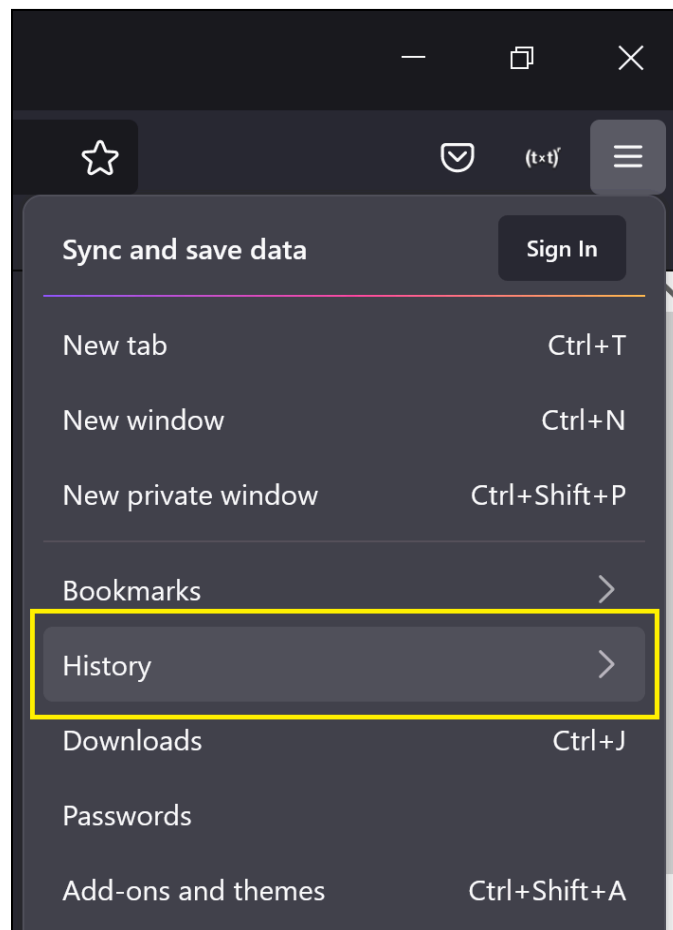 (t×t)r
Sync and save data Sign In
New tab Ctrl+T
New window Ctrl+N
New private window Ctrl+Shift+P
Bookmarks
History
Downloads Ctrl+J
Passwords
Add-ons and themes Ctrl+Shift+A